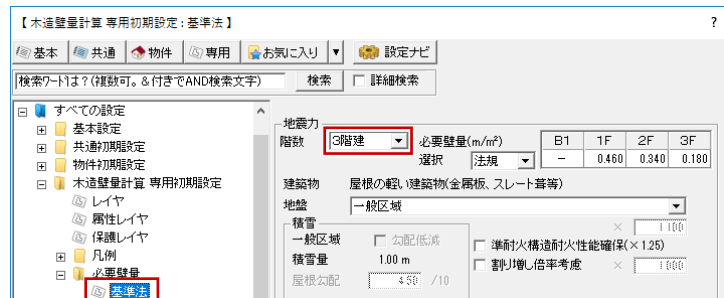 【 木造壁量計算 専用初期設定 : 基準法 】 ?
基本 共通 物件 専用 お気に入り ▼ 設定ナビ
検索ワードは?(複数可。&付きでAND検索文字) 検索 詳細検索
すべての設定
基本設定
共通初期設定
物件初期設定
木造壁量計算 専用初期設定
レイヤ
属性レイヤ
保護レイヤ
凡例
必要壁量
基準法
地震力
階数 3階建 必要壁量(m/m²) B1 1F 2F 3F
選択 法規 − 0.460 0.340 0.180
建築物 屋根の軽い建築物(金属板、スレート葺等)
地盤 一般区域
積雪
一般区域 勾配低減
積雪量 1.00 m
屋根勾配 4.50 /10
× 1.100
準耐火構造耐火性能確保(×1.25)
割り増し倍率考慮 × 1.000